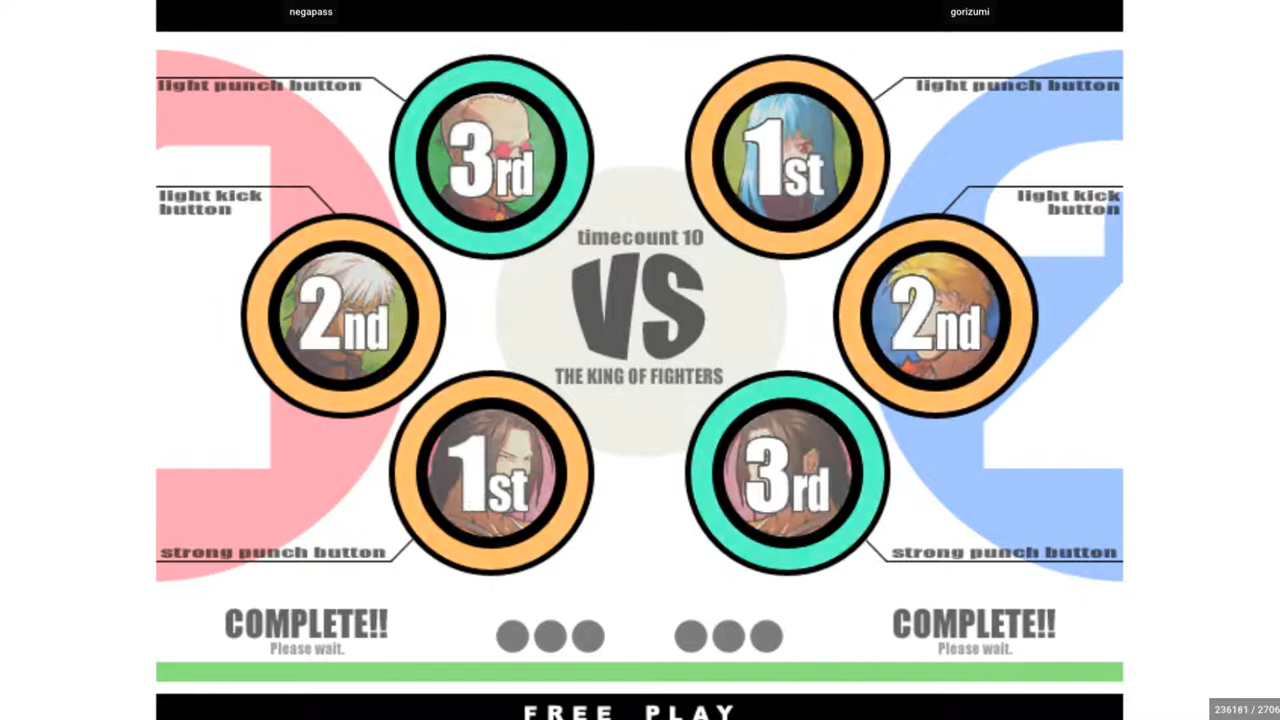 negapass
gorizumi
light punch button
light punch button
3rd
1st
light kick
button
light kick
button
timecount 10
VS
THE KING OF FIGHTERS
2nd
2nd
1st
3rd
strong punch button
strong punch button
COMPLETE!!
Please wait.
COMPLETE!!
Please wait.
FREE PLAY
236181 / 2706